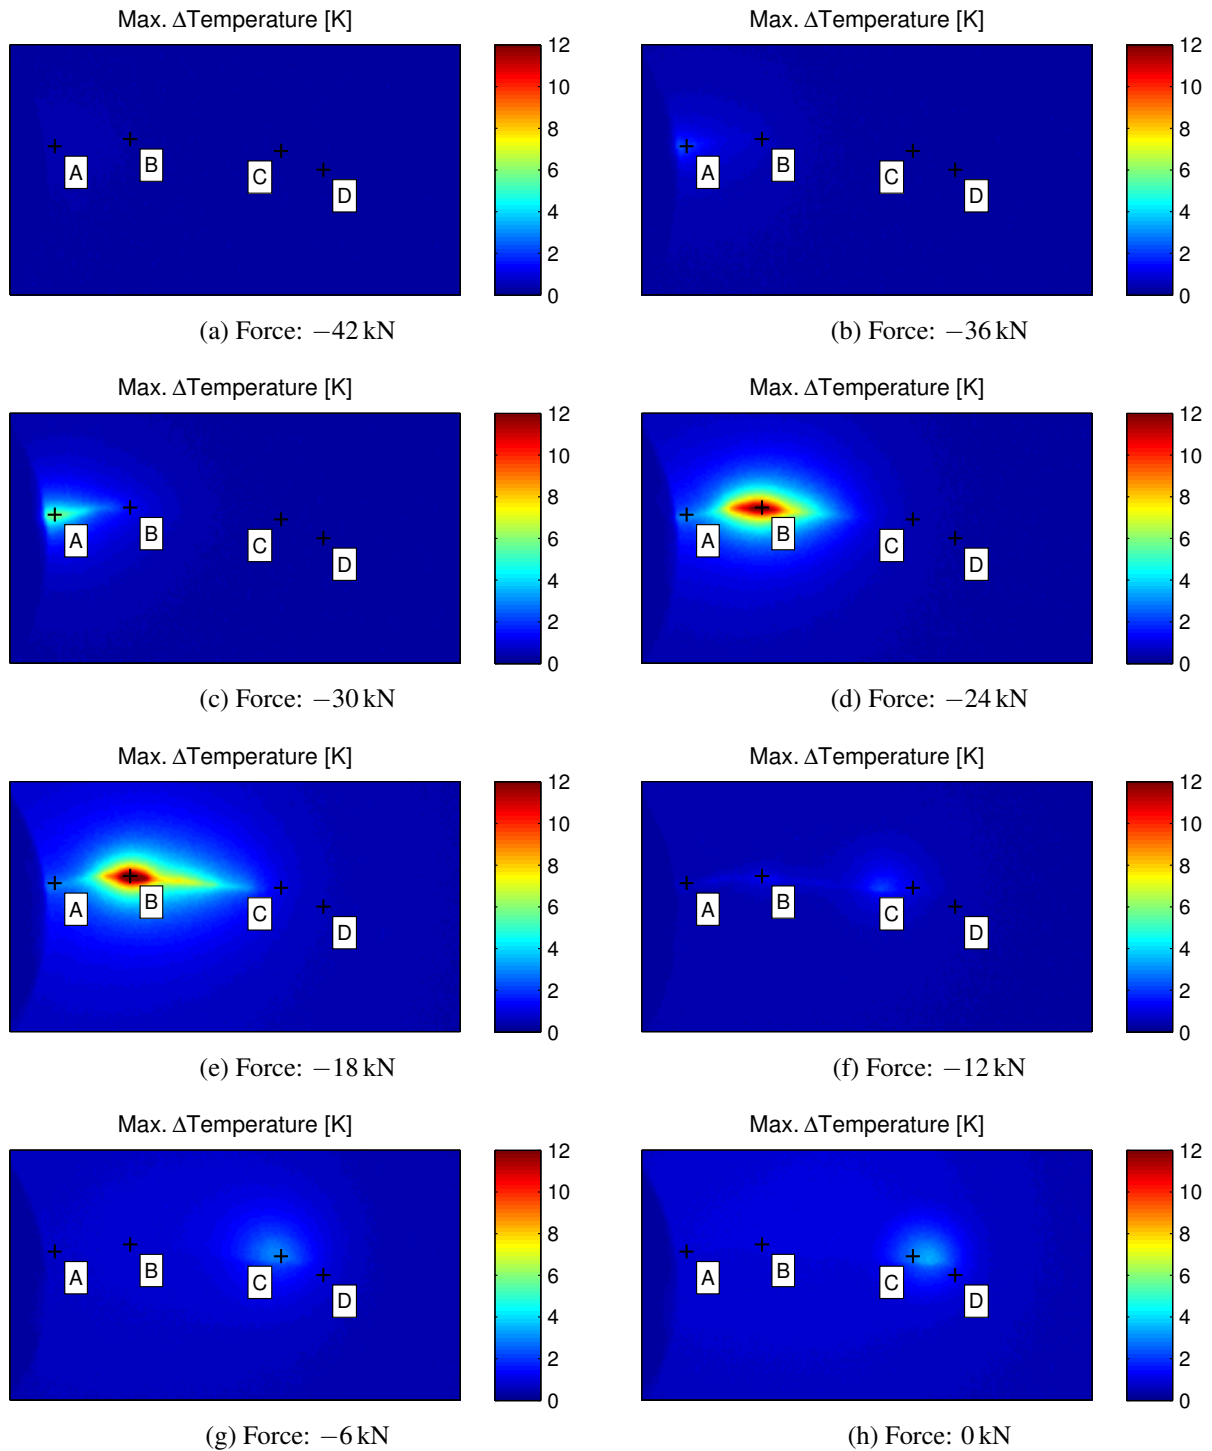 Max. ΔTemperature [K]
12
10
8
6
4
2
0
A
B
C
D
(a) Force: −42 kN
Max. ΔTemperature [K]
12
10
8
6
4
2
0
A
B
C
D
(b) Force: −36 kN
Max. ΔTemperature [K]
12
10
8
6
4
2
0
A
B
C
D
(c) Force: −30 kN
Max. ΔTemperature [K]
12
10
8
6
4
2
0
A
B
C
D
(d) Force: −24 kN
Max. ΔTemperature [K]
12
10
8
6
4
2
0
A
B
C
D
(e) Force: −18 kN
Max. ΔTemperature [K]
12
10
8
6
4
2
0
A
B
C
D
(f) Force: −12 kN
Max. ΔTemperature [K]
12
10
8
6
4
2
0
A
B
C
D
(g) Force: −6 kN
Max. ΔTemperature [K]
12
10
8
6
4
2
0
A
B
C
D
(h) Force: 0 kN